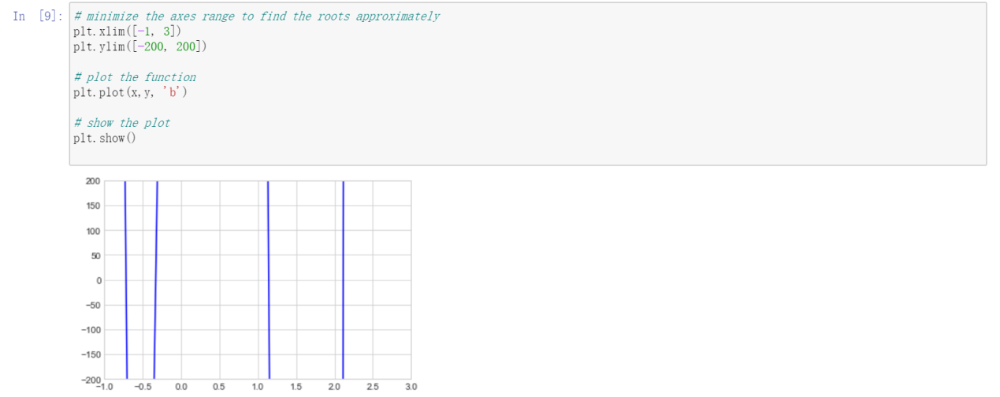 In [9]: # minimize the axes range to find the roots approximately
plt.xlim([-1, 3])
plt.ylim([-200, 200])
# plot the function
plt.plot(x,y, 'b')
# show the plot
plt.show()
200
150
100
50
0
−50
−100
−150
−200
−1.0 −0.5 0.0 0.5 1.0 1.5 2.0 2.5 3.0